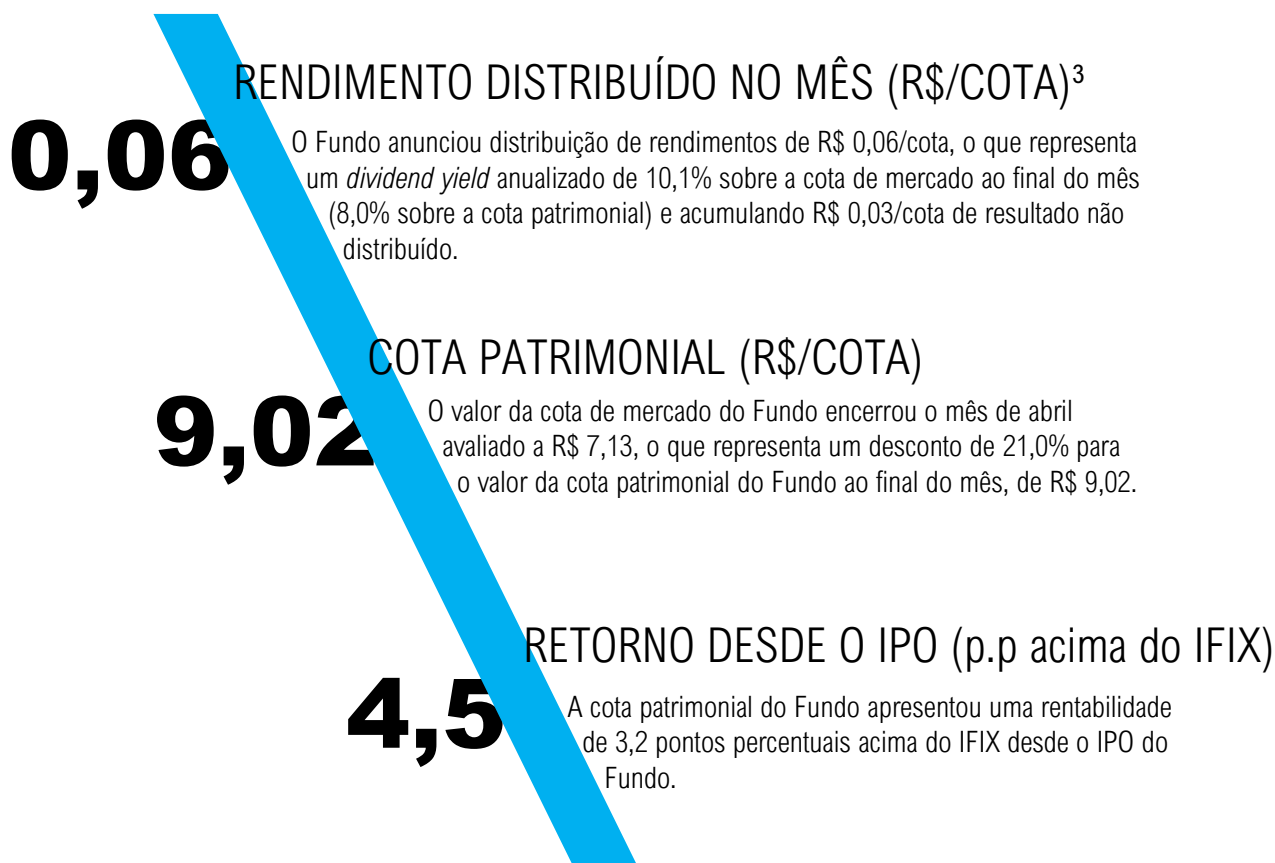 RENDIMENTO DISTRIBUÍDO NO MÊS (R$/COTA)³
0,06
O Fundo anunciou distribuição de rendimentos de R$ 0,06/cota, o que representa
um dividend yield anualizado de 10,1% sobre a cota de mercado ao final do mês
(8,0% sobre a cota patrimonial) e acumulando R$ 0,03/cota de resultado não
distribuído.
COTA PATRIMONIAL (R$/COTA)
9,02
O valor da cota de mercado do Fundo encerrou o mês de abril
avaliado a R$ 7,13, o que representa um desconto de 21,0% para
o valor da cota patrimonial do Fundo ao final do mês, de R$ 9,02.
RETORNO DESDE O IPO (p.p acima do IFIX)
4,5
A cota patrimonial do Fundo apresentou uma rentabilidade
de 3,2 pontos percentuais acima do IFIX desde o IPO do
Fundo.